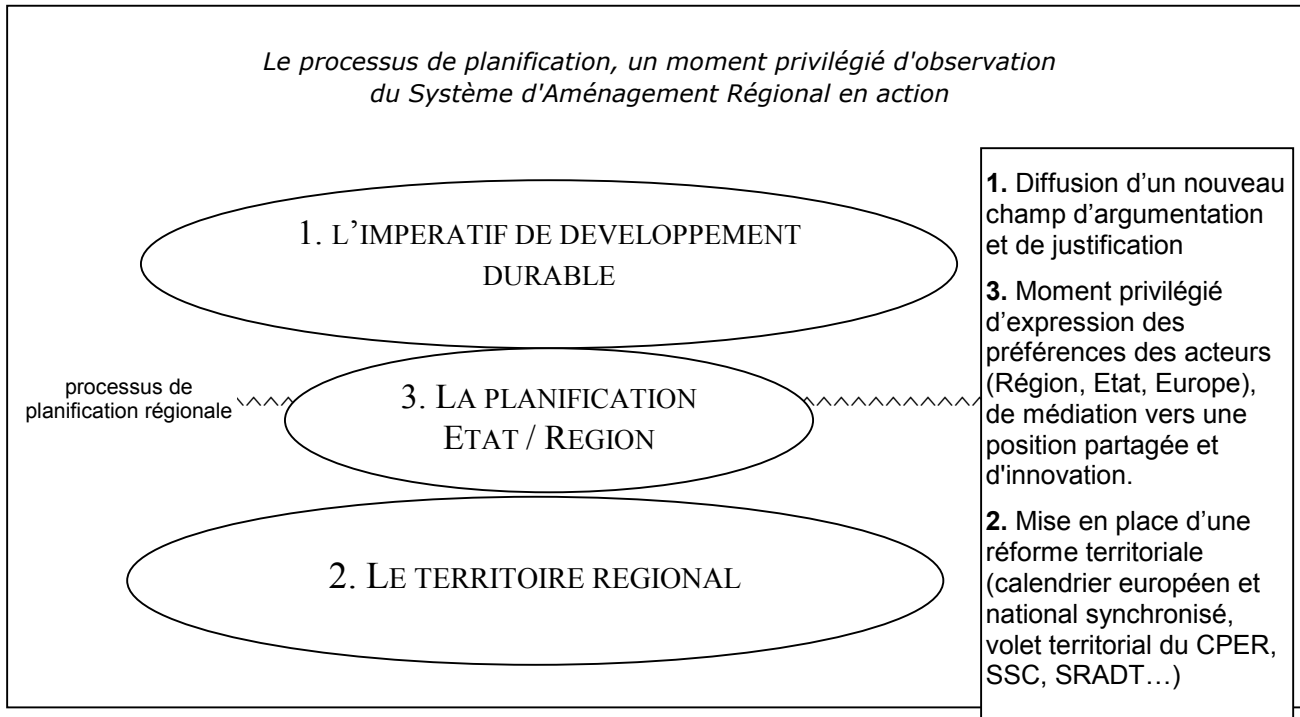 Le processus de planification, un moment privilégié d'observation
du Système d'Aménagement Régional en action
1. L'IMPERATIF DE DEVELOPPEMENT
DURABLE
processus de
planification régionale
3. LA PLANIFICATION
ETAT / REGION
2. LE TERRITOIRE REGIONAL
1. Diffusion d’un nouveau
champ d’argumentation
et de justification
3. Moment privilégié
d’expression des
préférences des acteurs
(Région, Etat, Europe),
de médiation vers une
position partagée et
d'innovation.
2. Mise en place d’une
réforme territoriale
(calendrier européen et
national synchronisé,
volet territorial du CPER,
SSC, SRADT…)